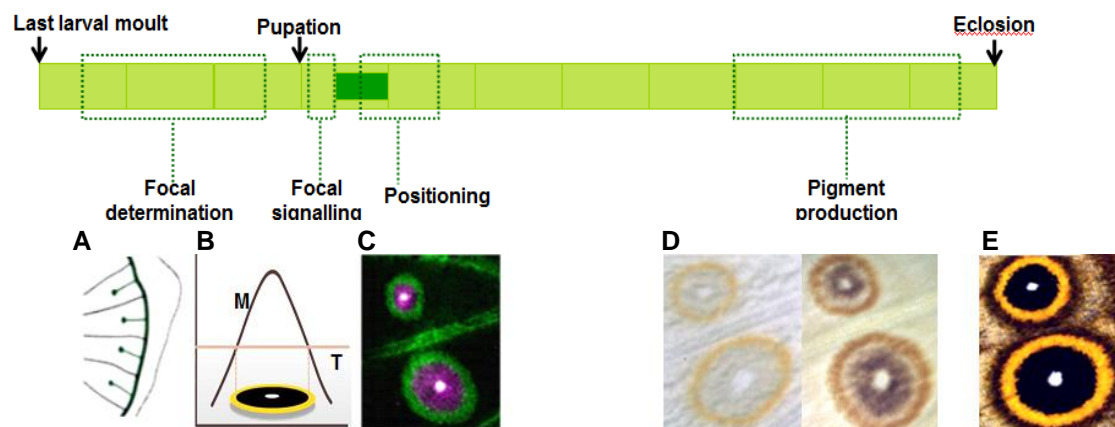 Last larval moult
Pupation
Eclosion
Focal
determination
Focal
signalling
Positioning
Pigment
production
A
B
C
D
E
M
T